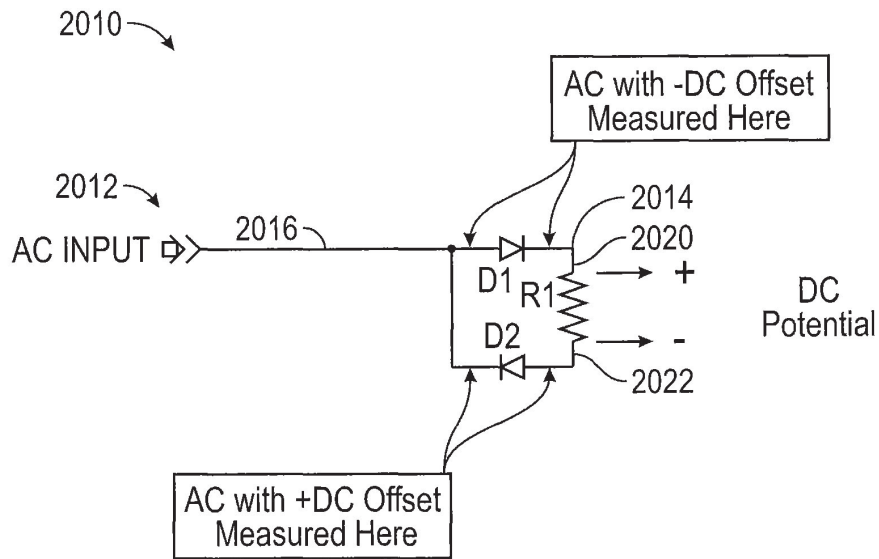 2010
AC with -DC Offset
Measured Here
2012
2014
AC INPUT
2016
2020
D1
R1
+
DC
Potential
D2
-
2022
AC with +DC Offset
Measured Here